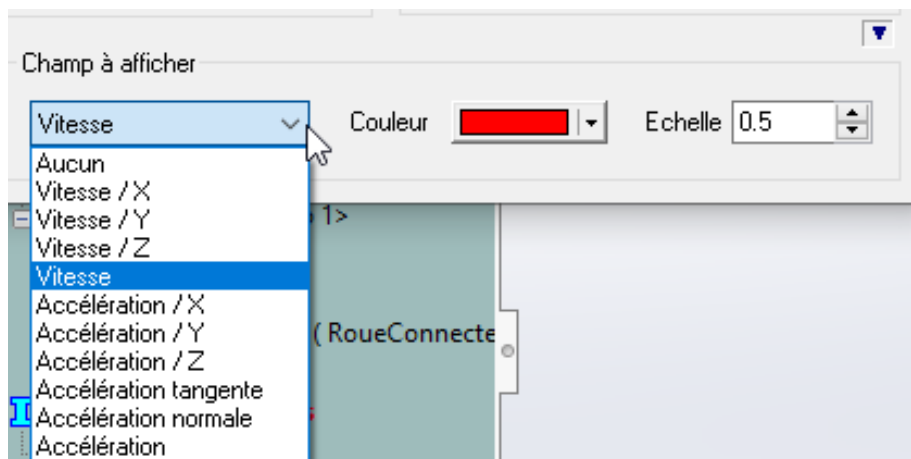 Champ à afficher
Vitesse Couleur Echelle 0.5
Aucun
Vitesse / X
Vitesse / Y 1>
Vitesse / Z
Vitesse
Accélération / X
Accélération / Y ( RoueConnecte
Accélération / Z
Accélération tangente
Accélération normale
Accélération